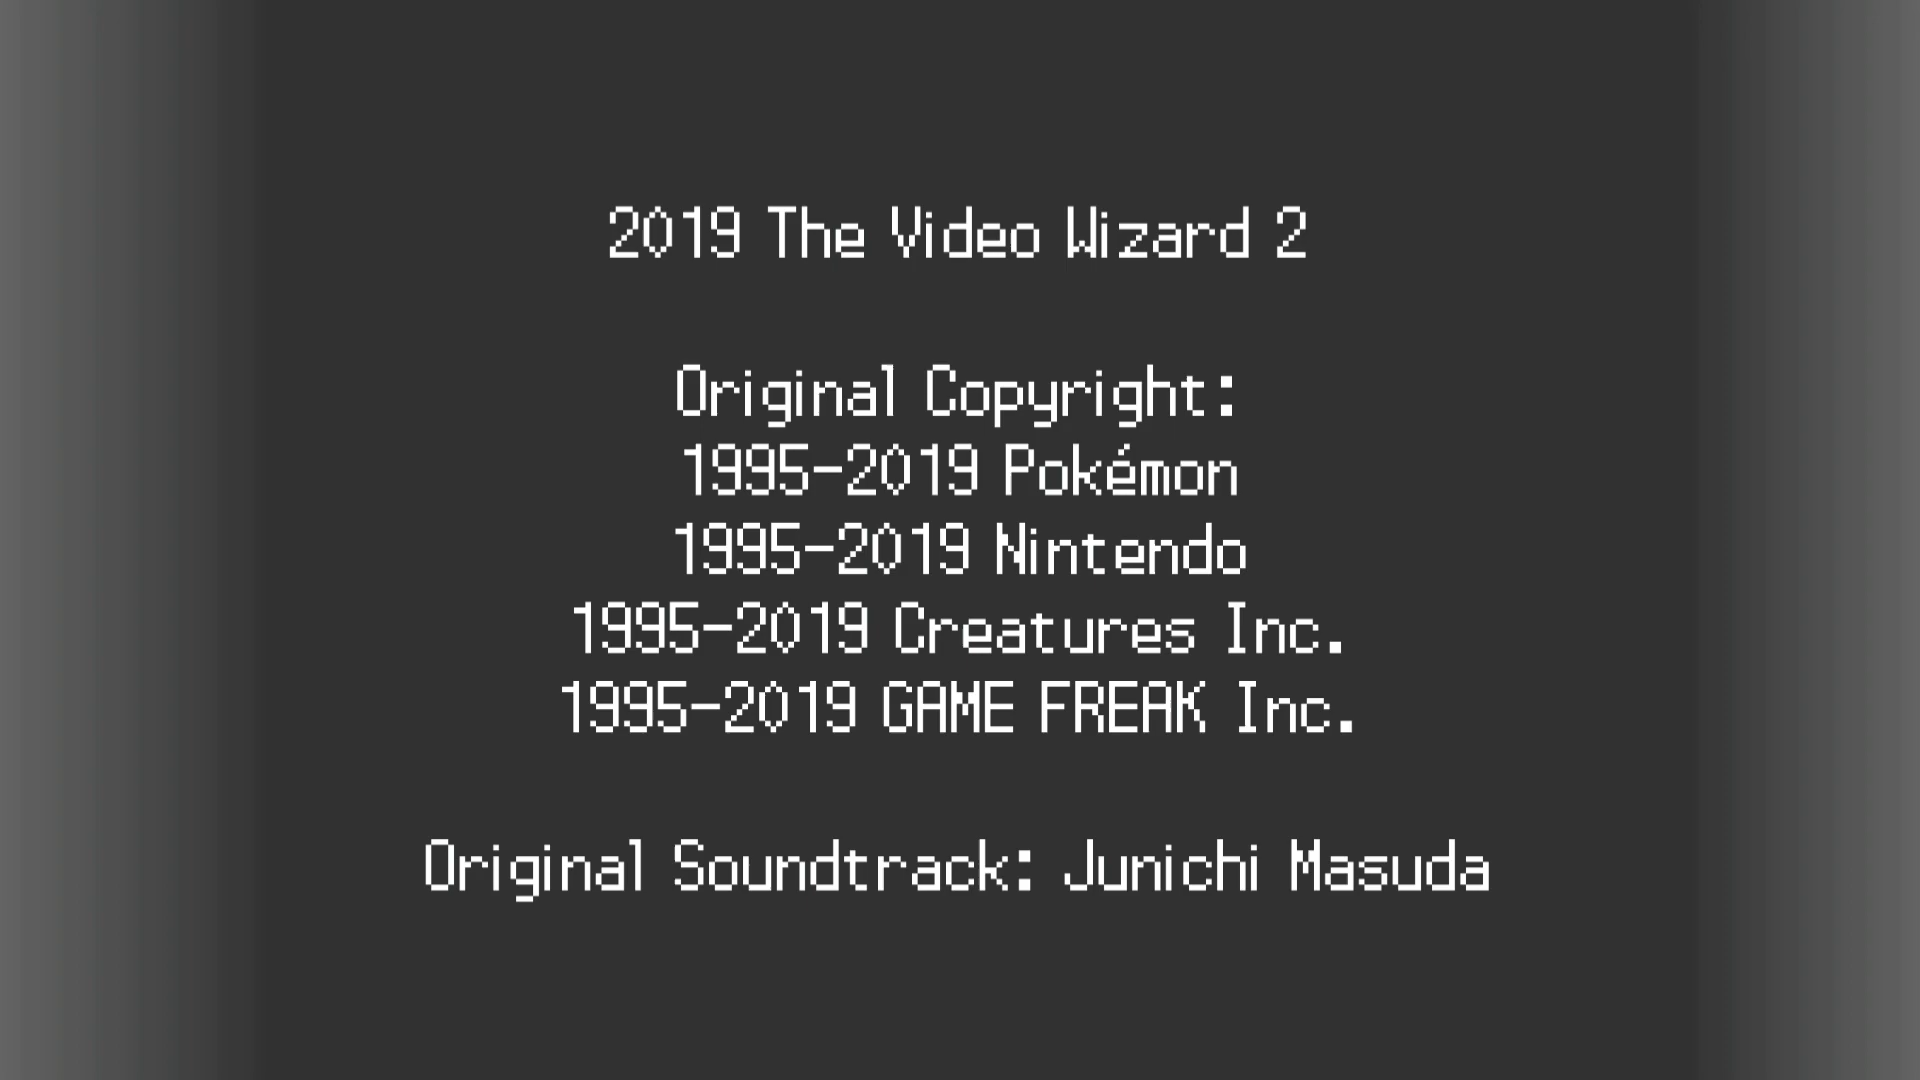 2019 The Video Wizard 2
Original Copyright:
1995-2019 Pokémon
1995-2019 Nintendo
1995-2019 Creatures Inc.
1995-2019 GAME FREAK Inc.
Original Soundtrack: Junichi Masuda